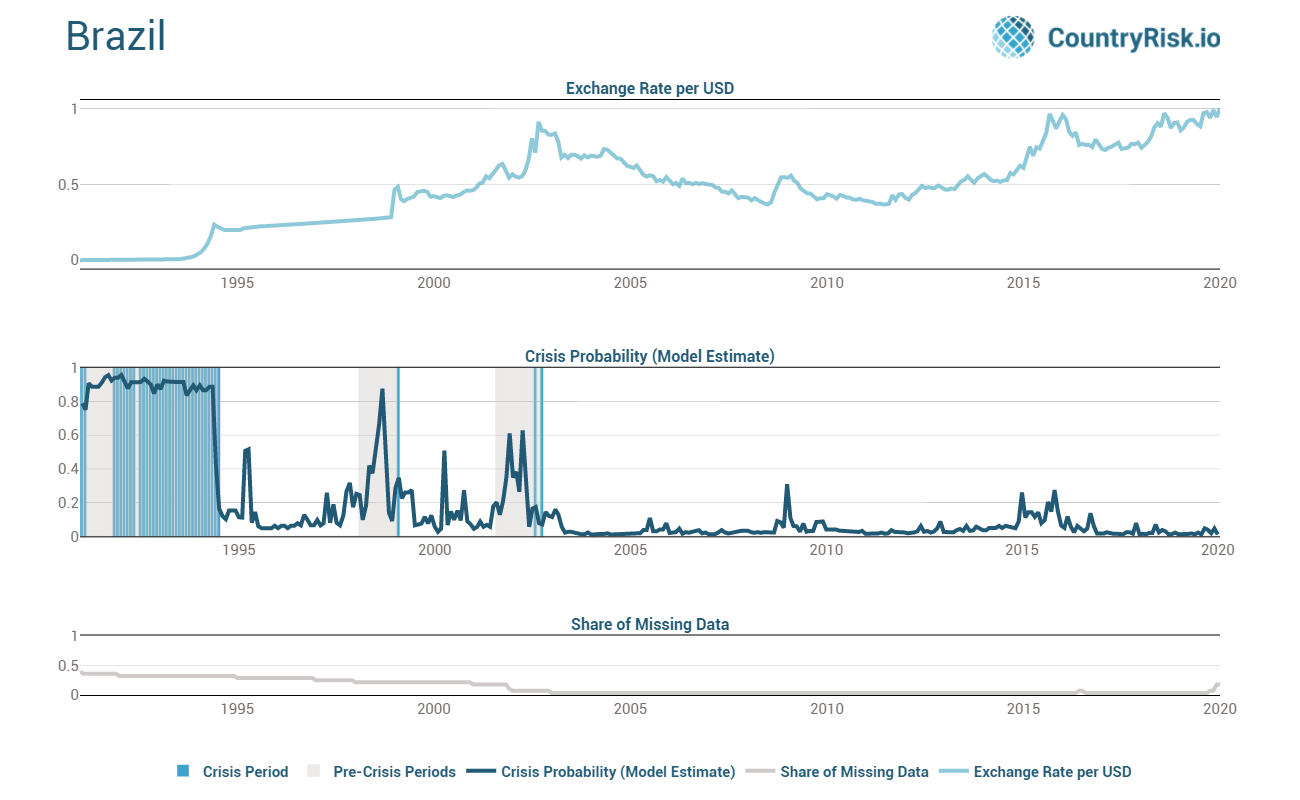 Brazil
CountryRisk.io
Exchange Rate per USD
1
0.5
0
1995 2000 2005 2010 2015 2020
Crisis Probability (Model Estimate)
1
0.8
0.6
0.4
0.2
0
1995 2000 2005 2010 2015 2020
Share of Missing Data
1
0.5
0
1995 2000 2005 2010 2015 2020
Crisis Period Pre-Crisis Periods Crisis Probability (Model Estimate) Share of Missing Data Exchange Rate per USD